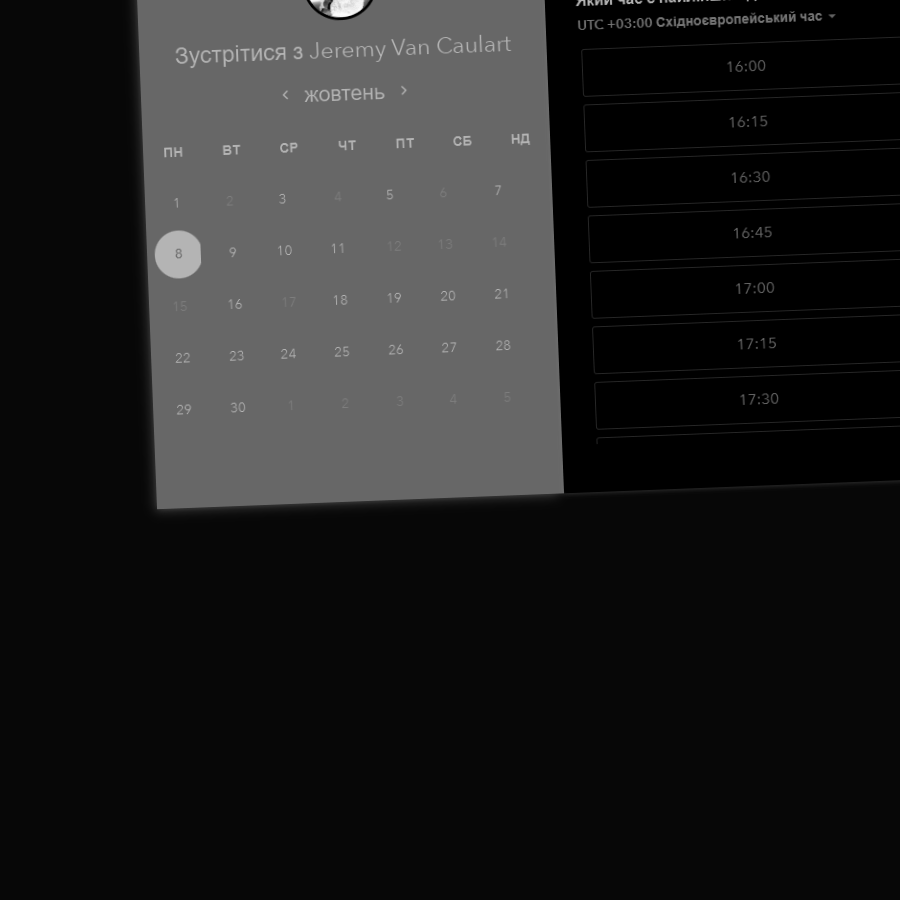 Зустрітися з Jeremy Van Caulart
жовтень
ПН ВТ СР ЧТ ПТ СБ НД
1 2 3 4 5 6 7
8 9 10 11 12 13 14
15 16 17 18 19 20 21
22 23 24 25 26 27 28
29 30 1 2 3 4 5
Який час є
UTC +03:00 Східноєвропейський час
16:00
16:15
16:30
16:45
17:00
17:15
17:30